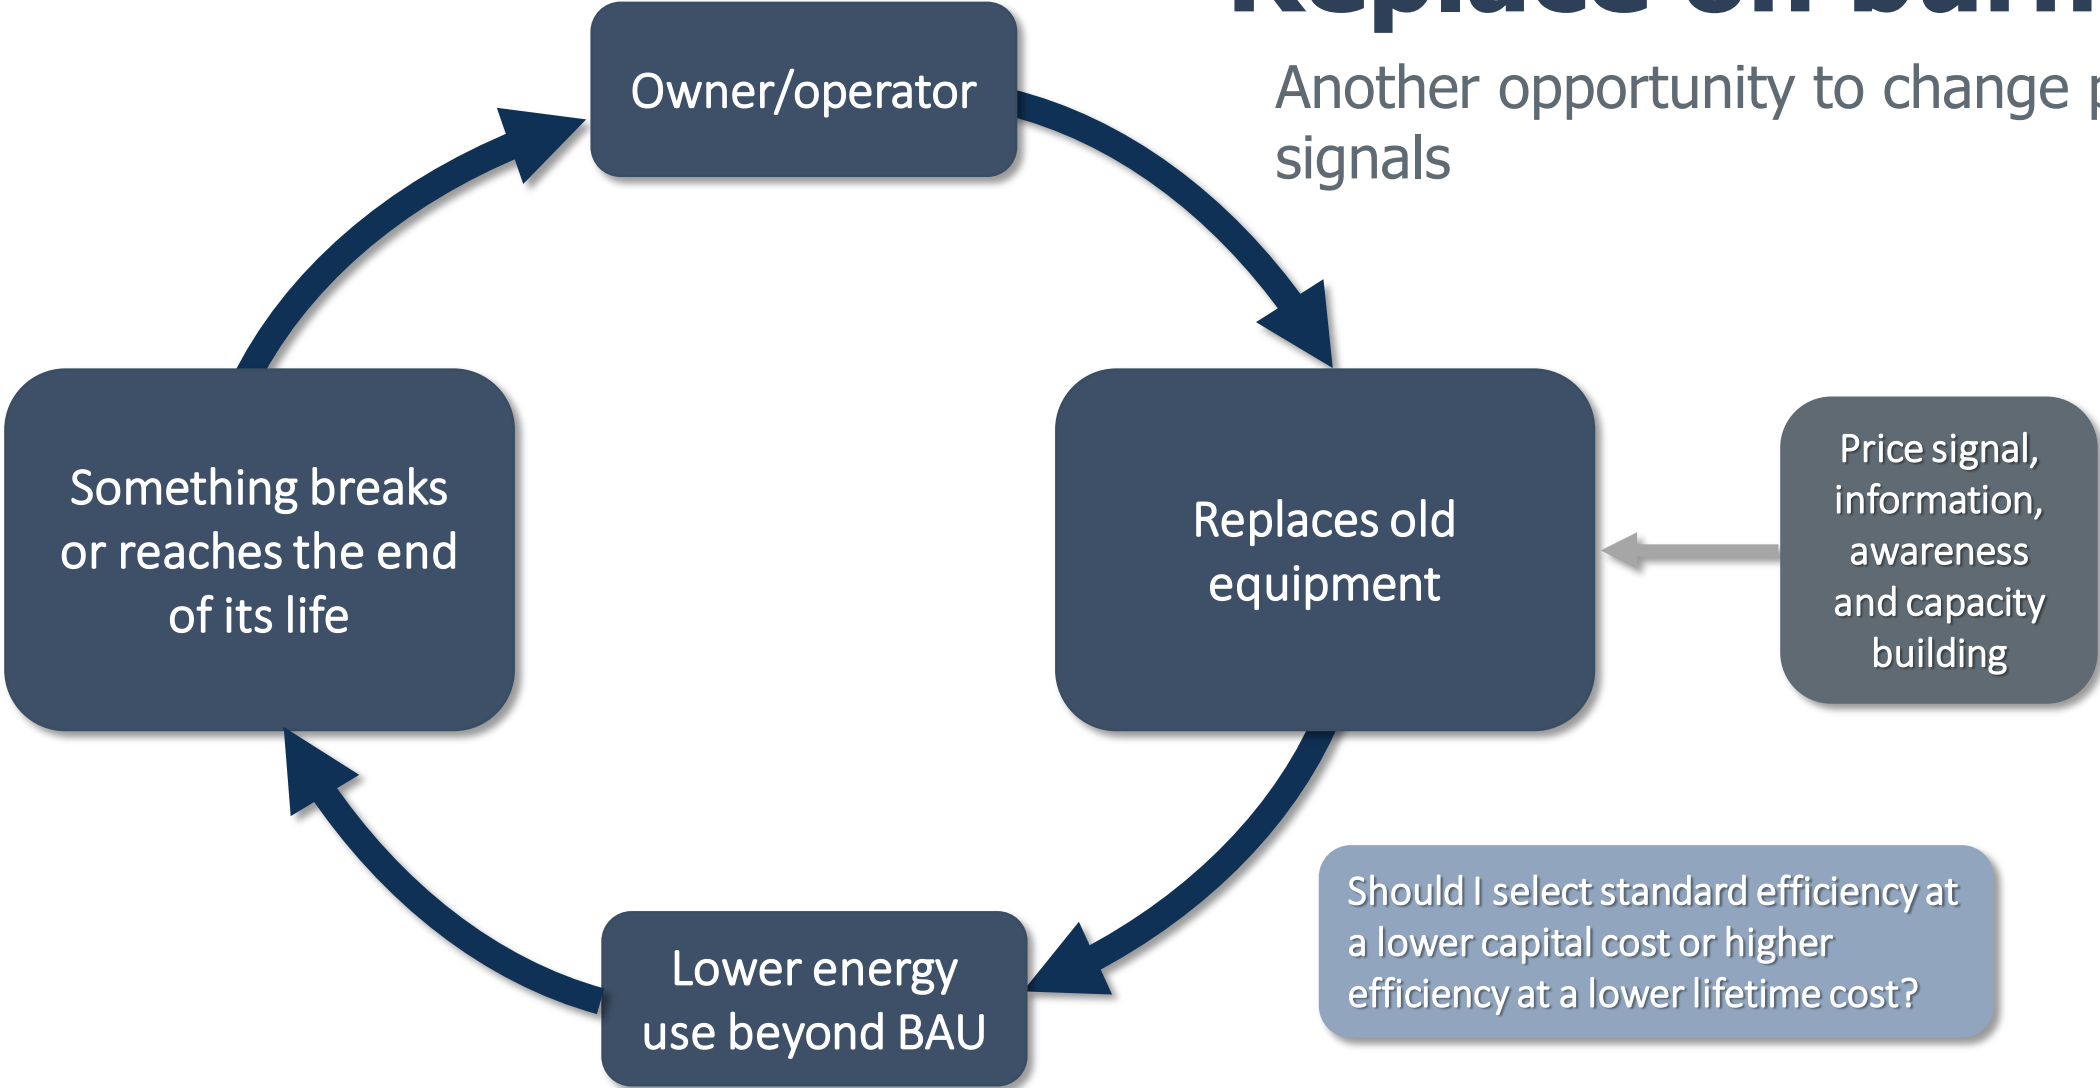 Replace on
Another opportunity to change
signals
Owner/operator
Something breaks
or reaches the end
of its life
Replaces old
equipment
Price signal,
information,
awareness
and capacity
building
Lower energy
use beyond BAU
Should I select standard efficiency at
a lower capital cost or higher
efficiency at a lower lifetime cost?